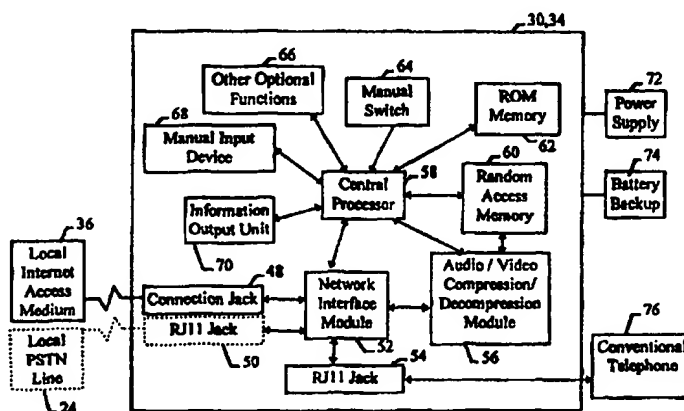 30,34
66
Other Optional
Functions
64
Manual
Switch
ROM
Memory
62
72
Power
Supply
68
Manual Input
Device
58
Central
Processor
60
Random
Access
Memory
74
Battery
Backup
Information
Output Unit
70
36
Local
Internet
Access
Medium
48
Connection Jack
RJ11 Jack
50
Network
Interface
Module
52
Audio / Video
Compression/
Decompression
Module
56
Local
PSTN
Line
24
54
RJ11 Jack
76
Conventional
Telephone